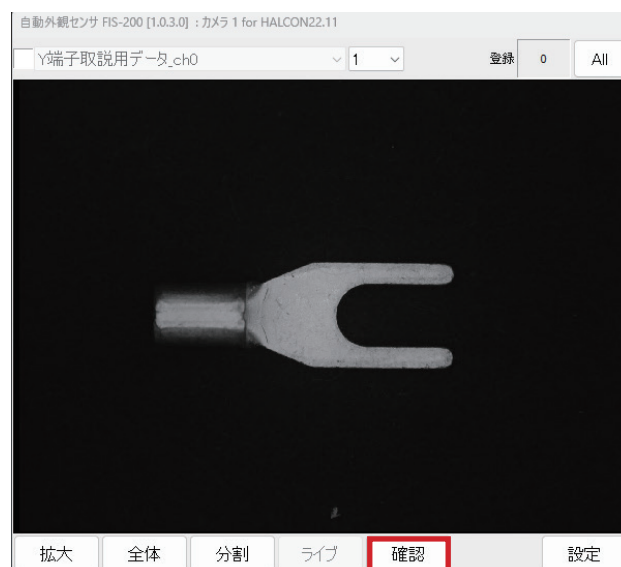 自動外観センサ FIS-200 [1.0.3.0] : カメラ 1 for HALCON22.11
Y端子取説用データ_ch0 1 登録 0 All
拡大 全体 分割 ライブ 確認 設定